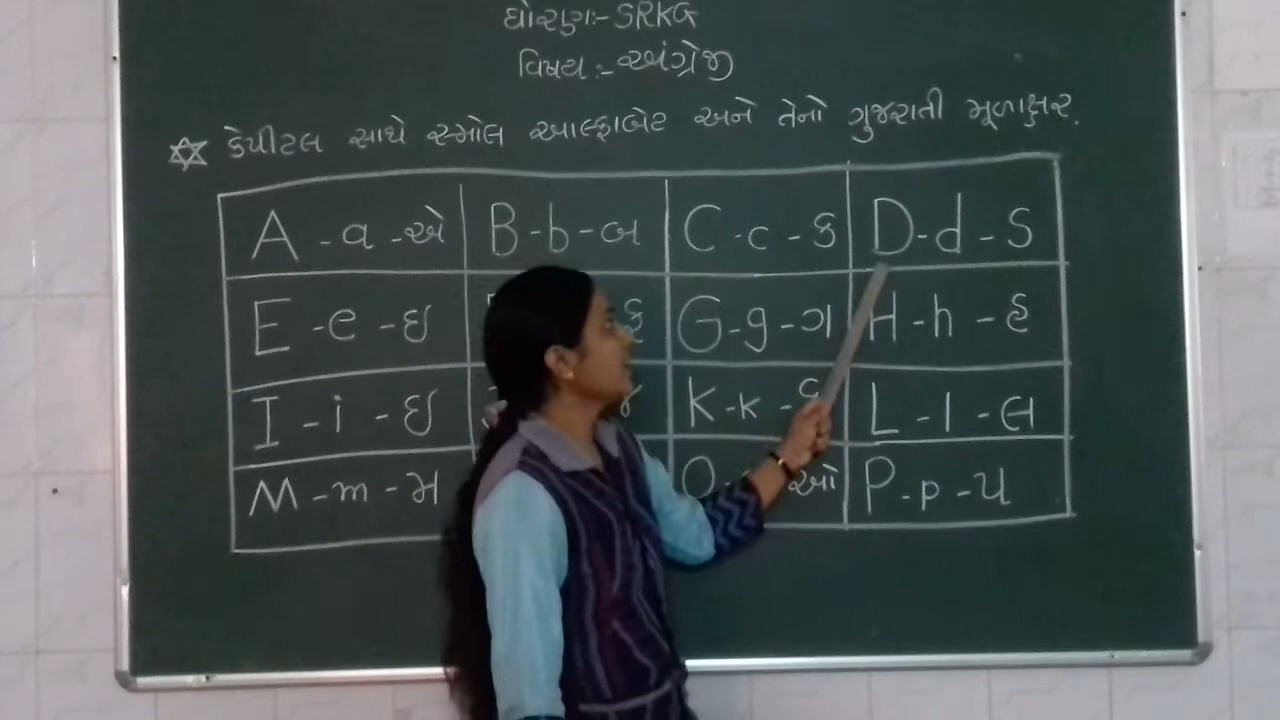 ધોરણ:- SRKG
વિષય :- અંગ્રેજી
☆ કેપીટલ સાથે સ્મોલ આલ્ફાબેટ અને તેનો ગુજરાતી મૂળાક્ષર.
A - a - એ B - b - બ C - c - ક D - d - ડ
E - e - ઇ ફ G - g - ગ H - h - હ
I - i - ઇ K - k - L - l - લ
M - m - મ O ઓ P - p - પ